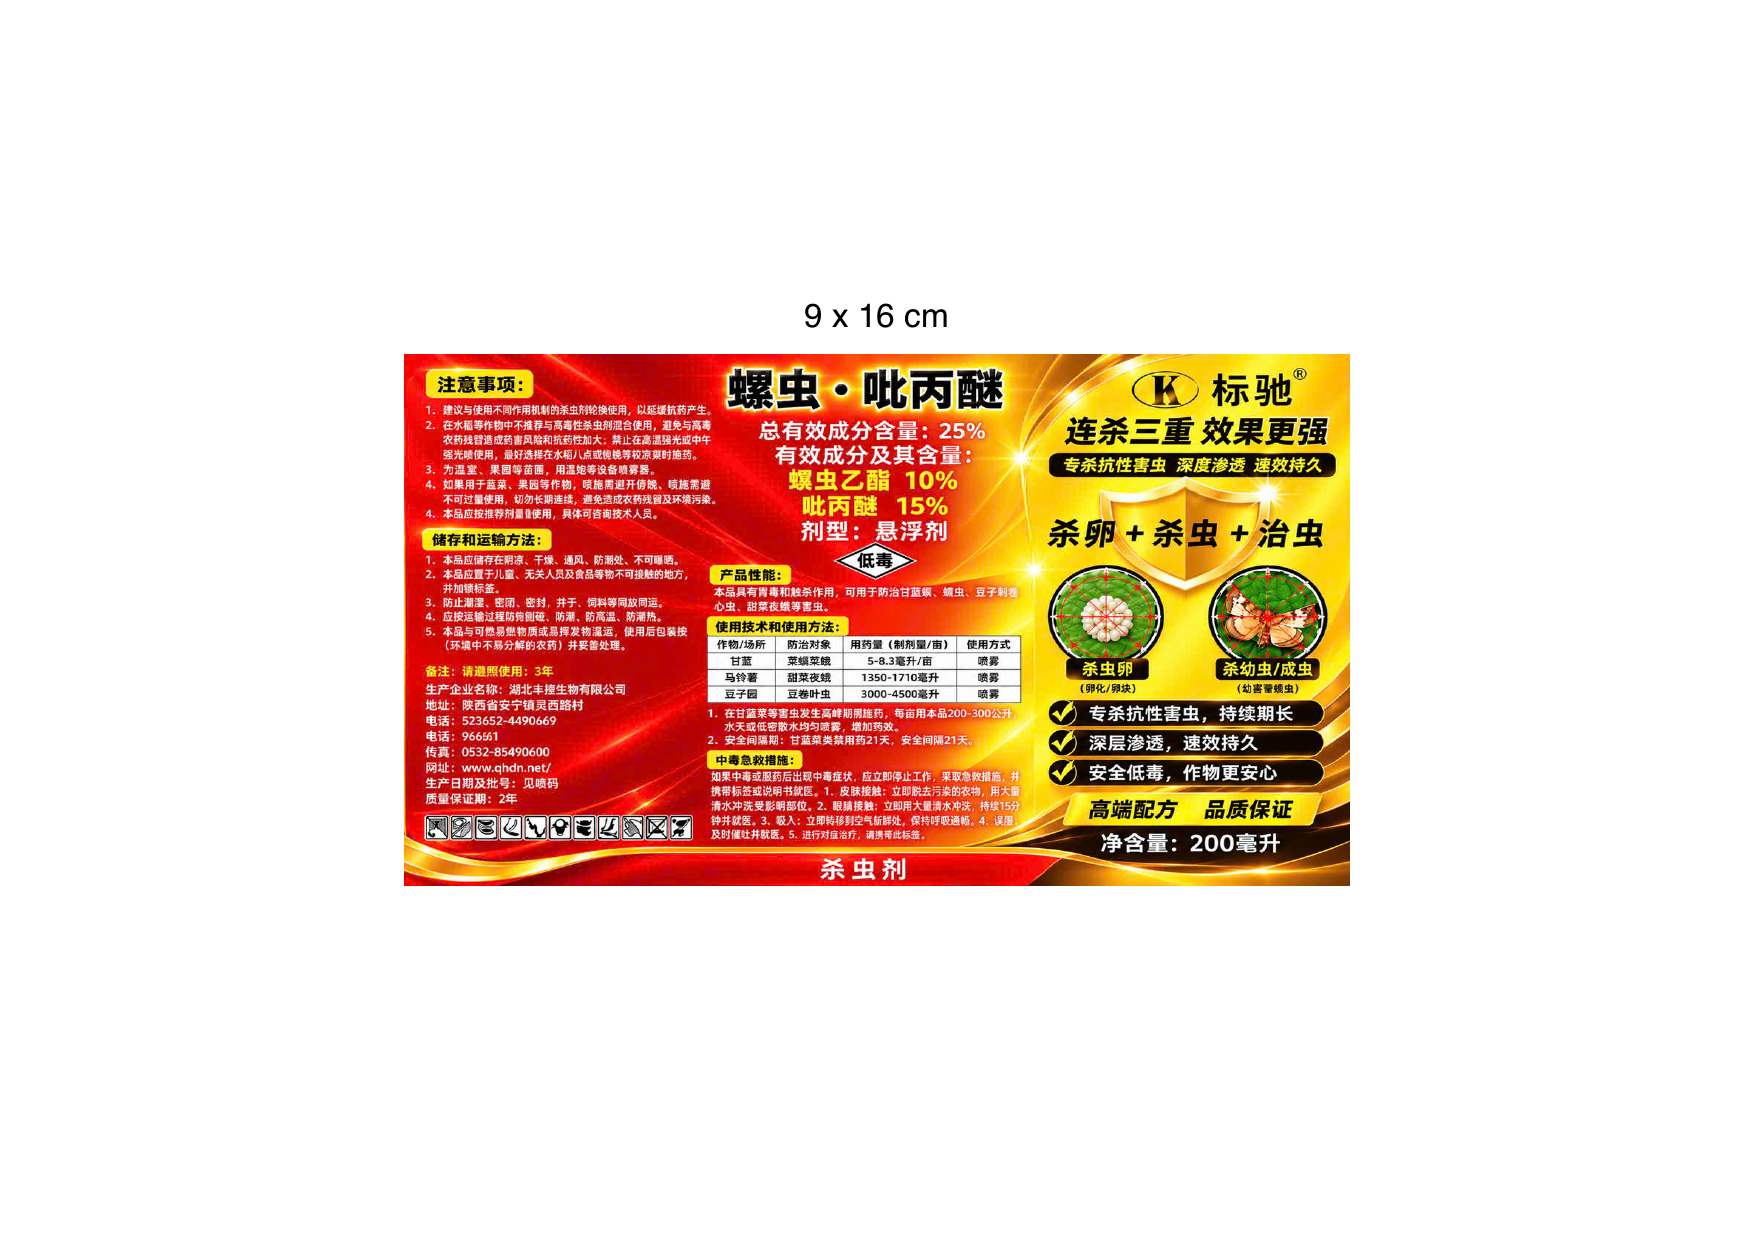 9 x 16 cm
注意事项：
1. 建议与使用不同作用机制的杀虫剂轮换使用，以延缓抗药产生。
2. 在水稻等作物中不推荐与高毒性杀虫剂混合使用，避免与高毒
农药残留造成药害风险和抗药性加大；禁止在高温强光或中午
强光喷使用，最好选择在水稻八点或傍晚等较凉爽时施药。
3. 为温室、果园等苗圃，用温炮等设备喷雾器。
4. 如果用于蓝菜、果园等作物，喷施需避开傍晚、喷施需避
不可过量使用，切勿长期连续，避免造成农药残留及环境污染。
4. 本品应按推荐剂量使用，具体可咨询技术人员。
储存和运输方法：
1. 本品应储存在阴凉、干燥、通风、防潮处、不可曝晒。
2. 本品应置于儿童、无关人员及食品等物不可接触的地方，
并加锁标签。
3. 防止潮湿、密闭、密封，井于、饲料等同放同运。
4. 应按运输过程防、防潮、防高温、防潮热。
5. 本品与可燃易燃物质或易挥发物混运，使用后包装按
（环境中不易分解的农药）并妥善处理。
备注：请遵照使用：3年
生产企业名称：湖北丰控生物有限公司
地址：陕西省安宁镇灵西路村
电话：523652-4490669
电话：966661
传真：0532-85490600
网址：www.qhdn.net/
生产日期及批号：见喷码
质量保证期：2年
螺虫·吡丙醚
总有效成分含量：25%
有效成分及其含量：
螺虫乙酯 10%
吡丙醚 15%
剂型：悬浮剂
低毒
产品性能：
本品具有胃毒和触杀作用，可用于防治甘蓝蚜、蚜虫、豆子刺卷
心虫、甜菜夜蛾等害虫。
使用技术和使用方法：
作物/场所 防治对象 用药量（制剂量/亩） 使用方式
甘蓝 菜蚜菜蛾 5-8.3毫升/亩 喷雾
马铃薯 甜菜夜蛾 1350-1710毫升 喷雾
豆子园 豆卷叶虫 3000-4500毫升 喷雾
1. 在甘蓝菜等害虫发生高峰期期施药，每亩用本品200-300公升，
水天或低密散水均匀喷雾，增加药效。
2. 安全间隔期：甘蓝菜类禁用药21天，安全间隔21天。
中毒急救措施：
如果中毒或服药后出现中毒症状，应立即停止工作，采取急救措施，并
携带标签或说明书就医。1. 皮肤接触：立即脱去污染的衣物，用大量
清水冲洗受影明部位。2. 眼睛接触：立即用大量清水冲洗，持续15分
钟并就医。3. 吸入：立即转移到空气新鲜处，保持呼吸通畅。4. 误服：
及时催吐并就医。5. 进行对症治疗，请携带此标签。
杀虫剂
K 标驰®
连杀三重 效果更强
专杀抗性害虫 深度渗透 速效持久
杀卵+杀虫+治虫
杀虫卵 杀幼虫/成虫
（卵化/卵块） （幼害蕾螨虫）
专杀抗性害虫，持续期长
深层渗透，速效持久
安全低毒，作物更安心
高端配方 品质保证
净含量：200毫升